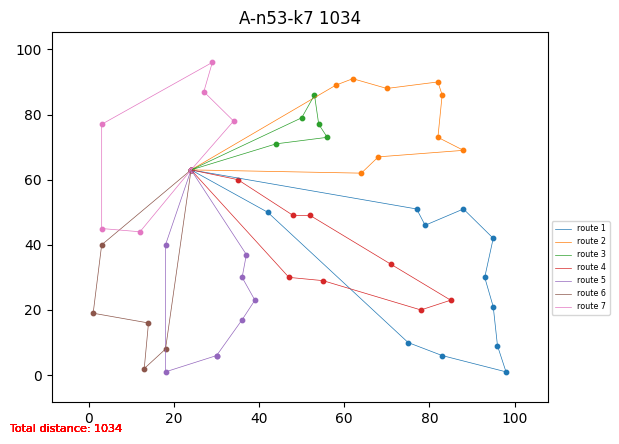 A-n53-k7 1034
100
80
60
40
20
0
0 20 40 60 80 100
route 1
route 2
route 3
route 4
route 5
route 6
route 7
Total distance: 1034